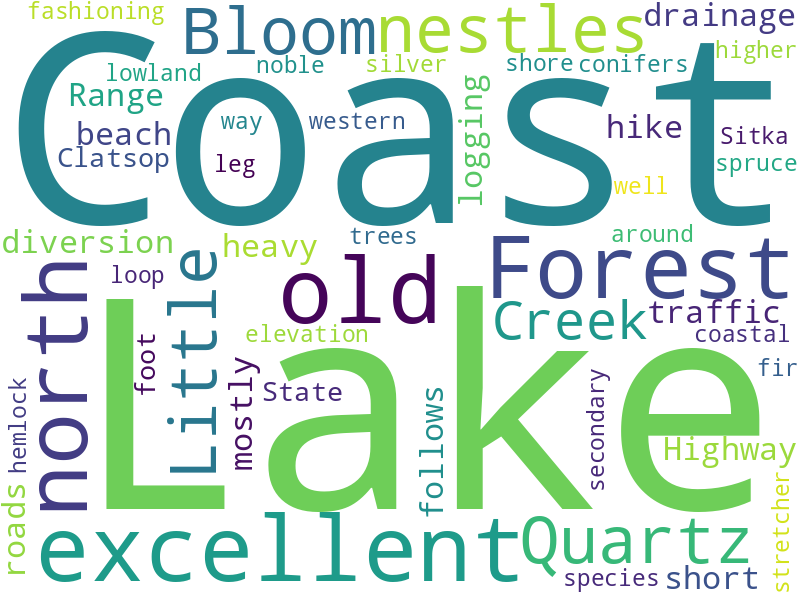 fashioning
Bloom
nestles
drainage
higher
Coast
lowland
noble
silver
shore
conifers
Range
logging
beach
way
western
hike
Sitka
Clatsop
leg
spruce
well
diversion
heavy
trees
around
north
loop
Little
old
Forest
Lake
foot
elevation
Creek
traffic
coastal
fir
hemlock
mostly
State
follows
secondary
Highway
roads
excellent
Quartz
stretcher
species
short